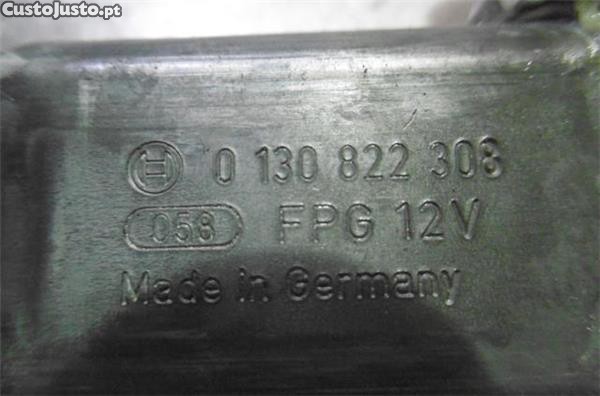 CustoJusto.pt
0 130 822 308
058 FPG 12V
Made in Germany